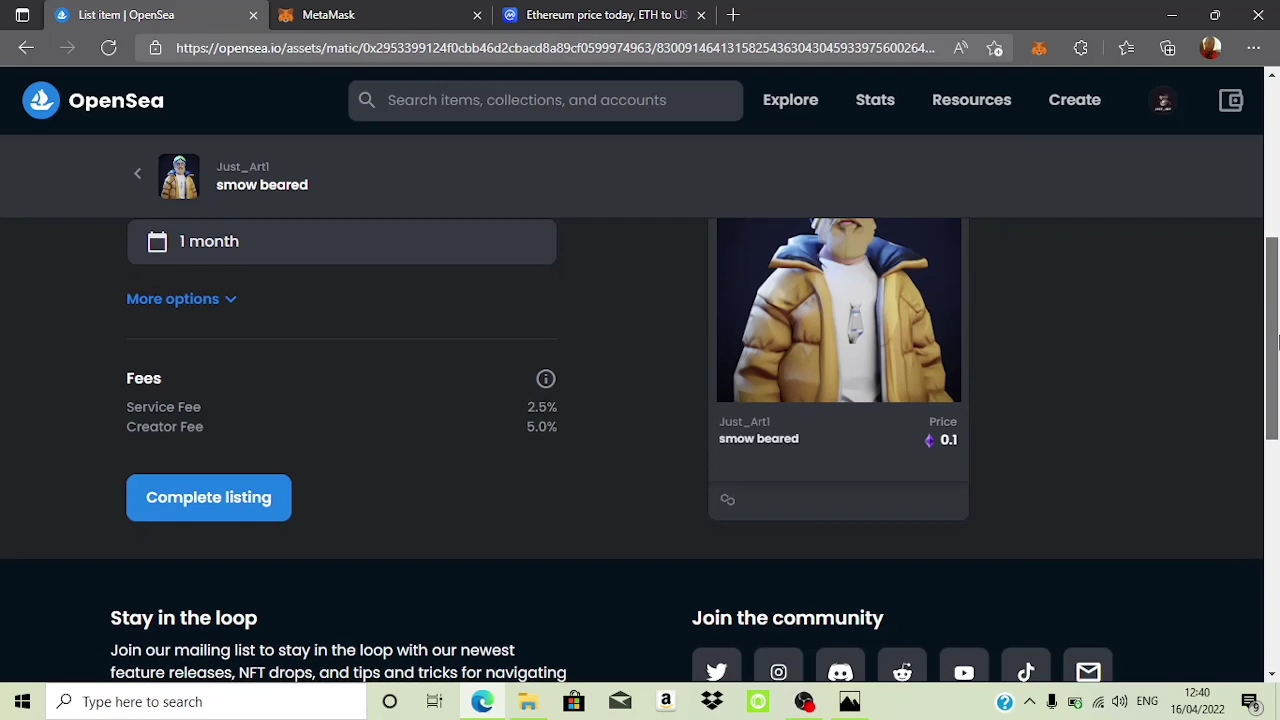 List item | OpenSea
MetaMask
Ethereum price today, ETH to US
https://opensea.io/assets/matic/0x2953399124f0cbb46d2cbacd8a89cf0599974963/83009146413158254363043045933975600264...
OpenSea
Search items, collections, and accounts
Explore
Stats
Resources
Create
Just_Art1
smow beared
1 month
More options
Fees
Service Fee 2.5%
Creator Fee 5.0%
Complete listing
Just_Art1 Price
smow beared 0.1
Stay in the loop
Join our mailing list to stay in the loop with our newest
feature releases, NFT drops, and tips and tricks for navigating
Join the community
Type here to search
ENG
12:40
16/04/2022
9